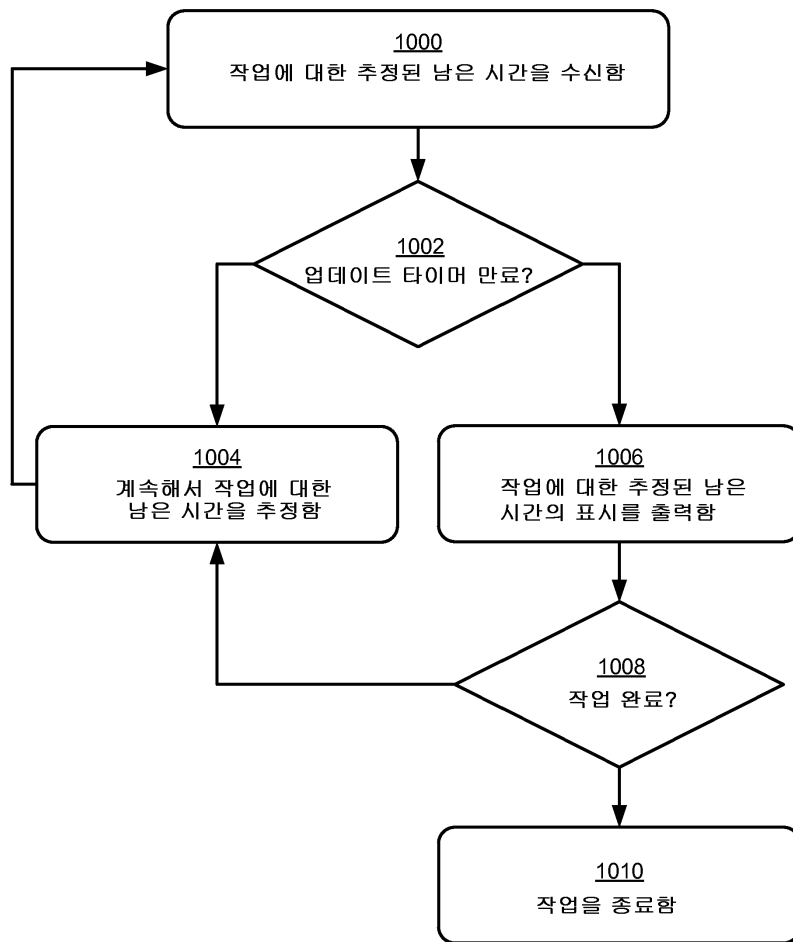 1000
작업에 대한 추정된 남은 시간을 수신함
1002
업데이트 타이머 만료?
1004
계속해서 작업에 대한
남은 시간을 추정함
1006
작업에 대한 추정된 남은
시간의 표시를 출력함
1008
작업 완료?
1010
작업을 종료함